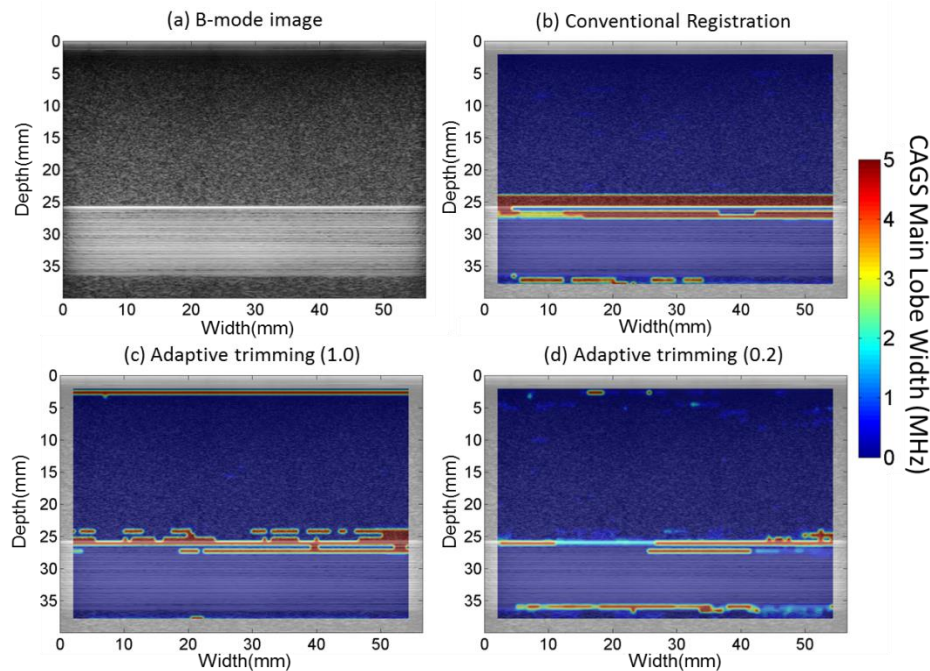 (a) B-mode image
0
5
10
15
20
25
30
35
Depth(mm)
0 10 20 30 40 50
Width(mm)
(b) Conventional Registration
0
5
10
15
20
25
30
35
Depth(mm)
0 10 20 30 40 50
Width(mm)
5
4
3
2
1
0
CAGS Main Lobe Width (MHz)
(c) Adaptive trimming (1.0)
0
5
10
15
20
25
30
35
Depth(mm)
0 10 20 30 40 50
Width(mm)
(d) Adaptive trimming (0.2)
0
5
10
15
20
25
30
35
Depth(mm)
0 10 20 30 40 50
Width(mm)